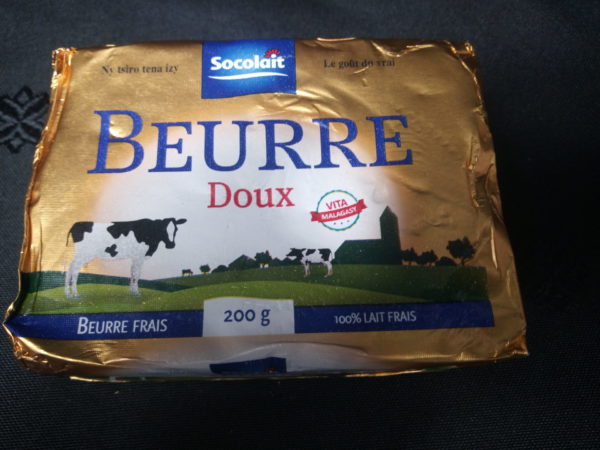 Ny tsiro tena izy
Socolait
Le goût du vrai
BEURRE
Doux
VITA
MALAGASY
BEURRE FRAIS
200 g
100% LAIT FRAIS